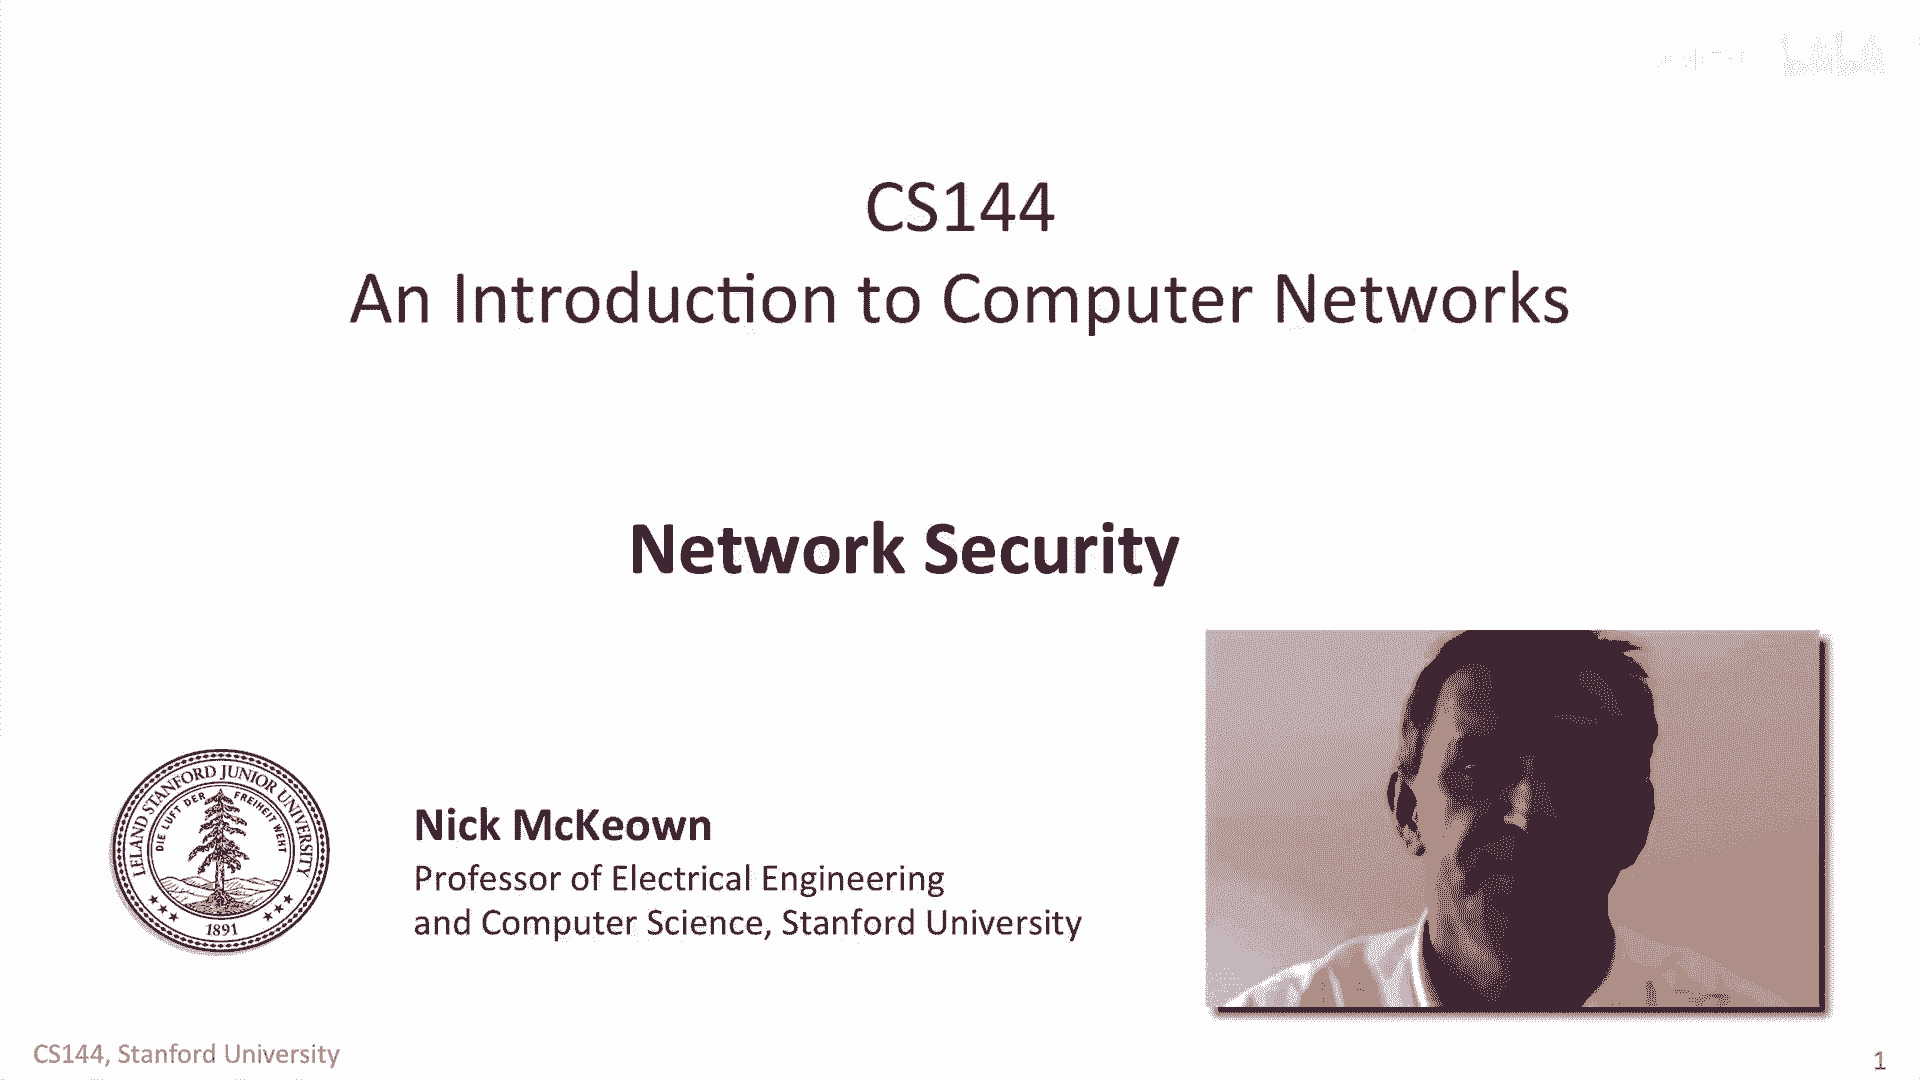 CS144
An Introduction to Computer Networks
Network Security
LELAND STANFORD JUNIOR UNIVERSITY
DIE LUFT DER FREIHEIT WEHT
1891
Nick McKeown
Professor of Electrical Engineering
and Computer Science, Stanford University
CS144, Stanford University
1